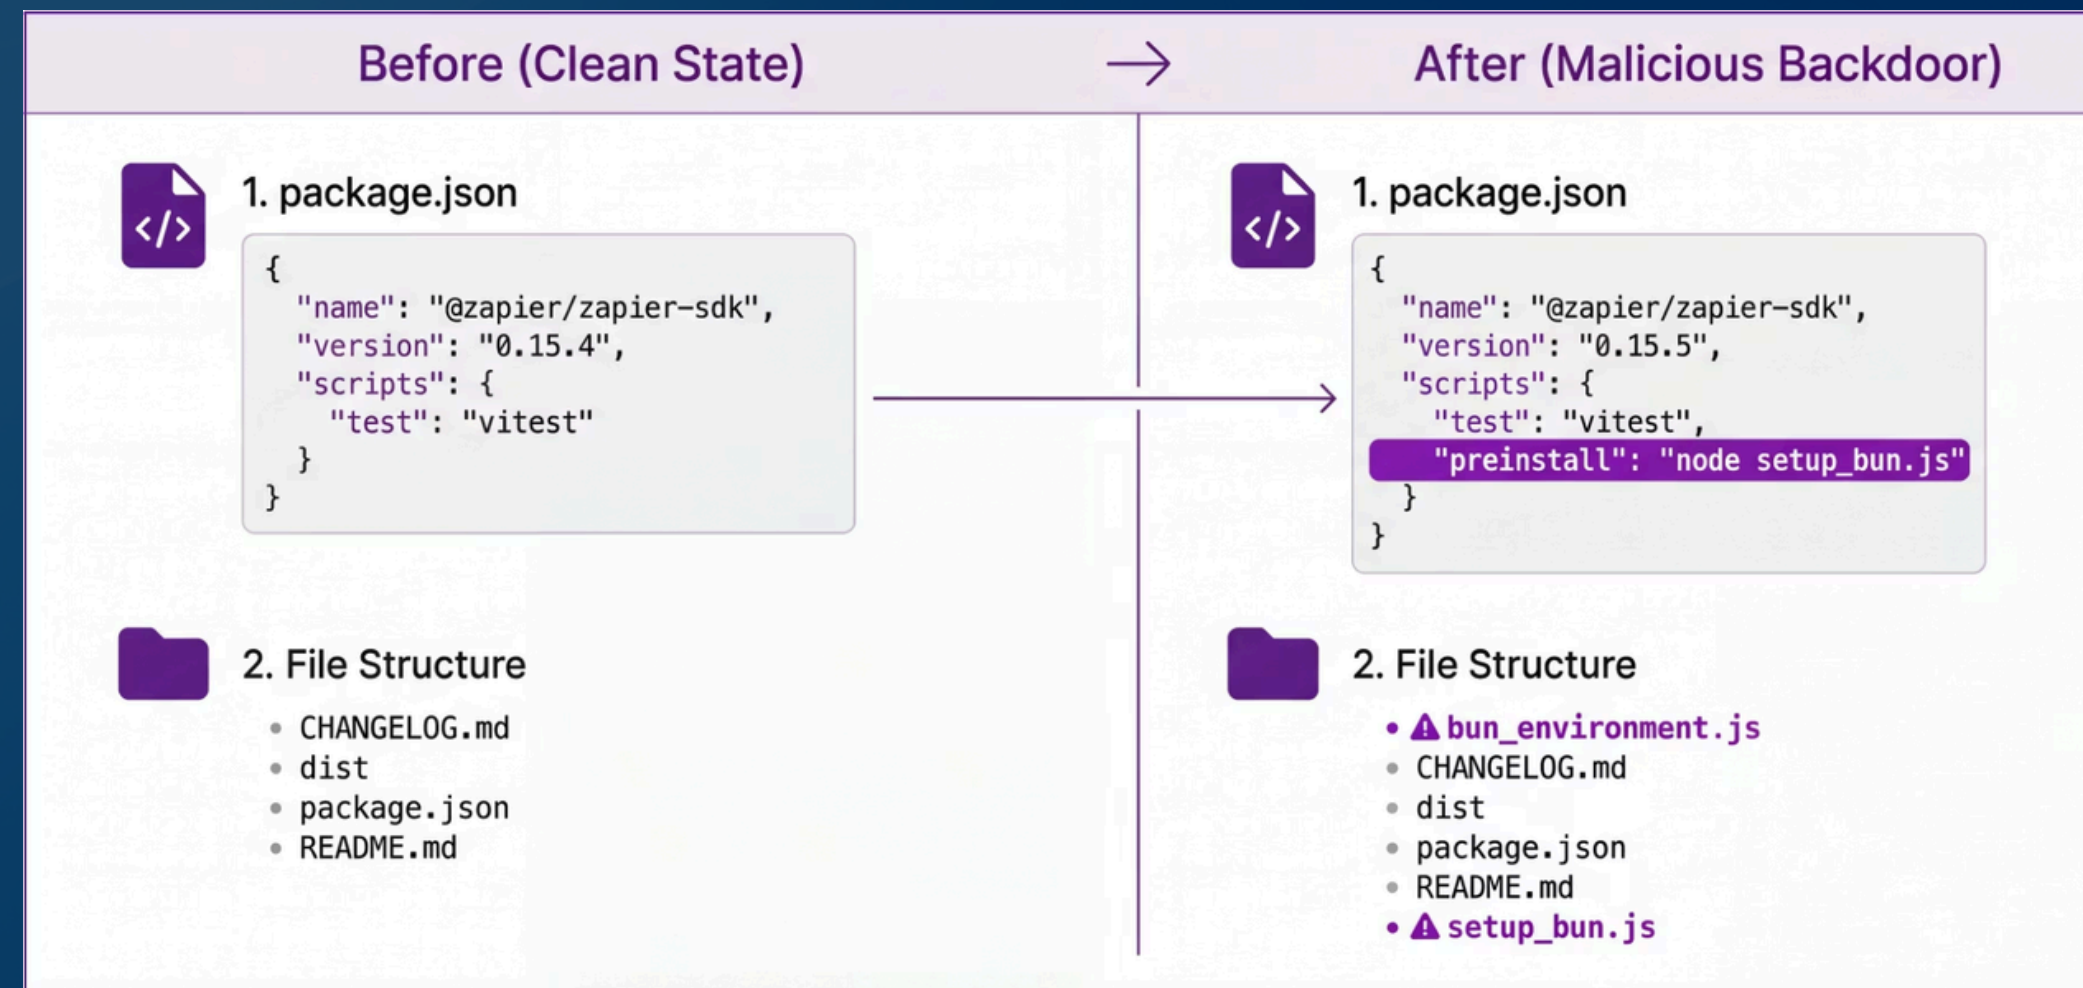 Before (Clean State) → After (Malicious Backdoor)
1. package.json
</>
{
"name": "@zapier/zapier-sdk",
"version": "0.15.4",
"scripts": {
"test": "vitest"
}
}
2. File Structure
• CHANGELOG.md
• dist
• package.json
• README.md
1. package.json
</>
{
"name": "@zapier/zapier-sdk",
"version": "0.15.5",
"scripts": {
"test": "vitest",
"preinstall": "node setup_bun.js"
}
}
2. File Structure
• bun_environment.js
• CHANGELOG.md
• dist
• package.json
• README.md
• setup_bun.js